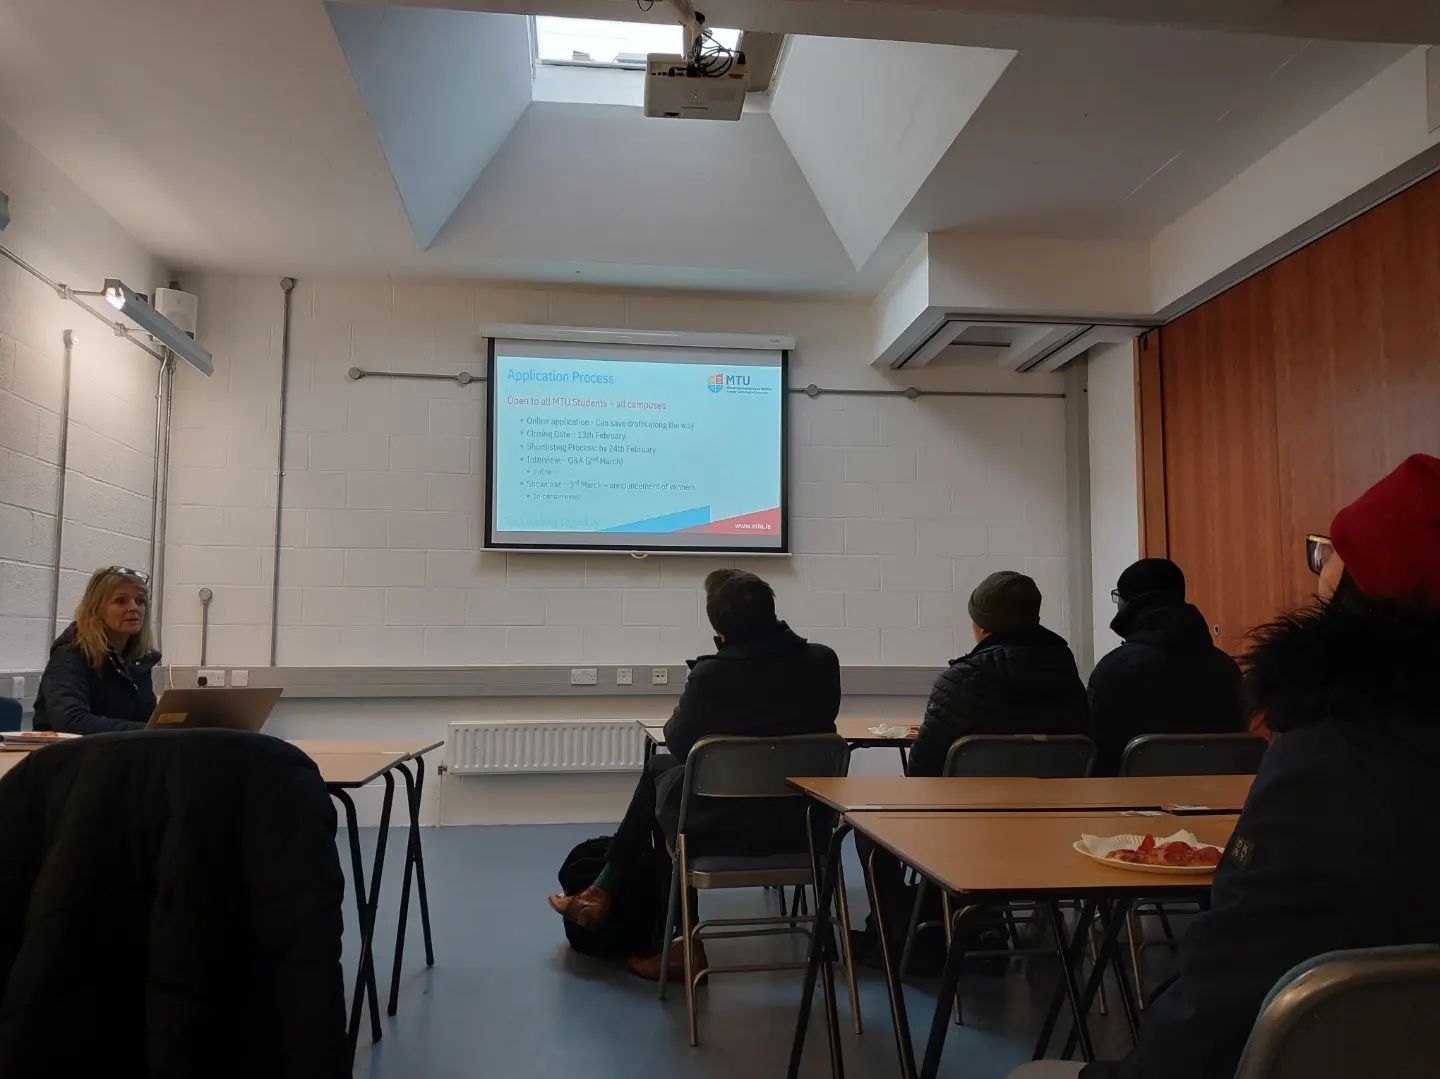 Application Process
MTU
Open to all MTU Students – all campuses
• Online application - Can save drafts along the way
• Closing Date : 13th February
• Shortlisting Process: by 24th February
• Interview – Q&A (2nd March)
• Showcase – 3rd March – announcement of winners
• In-person event
www.mtu.ie